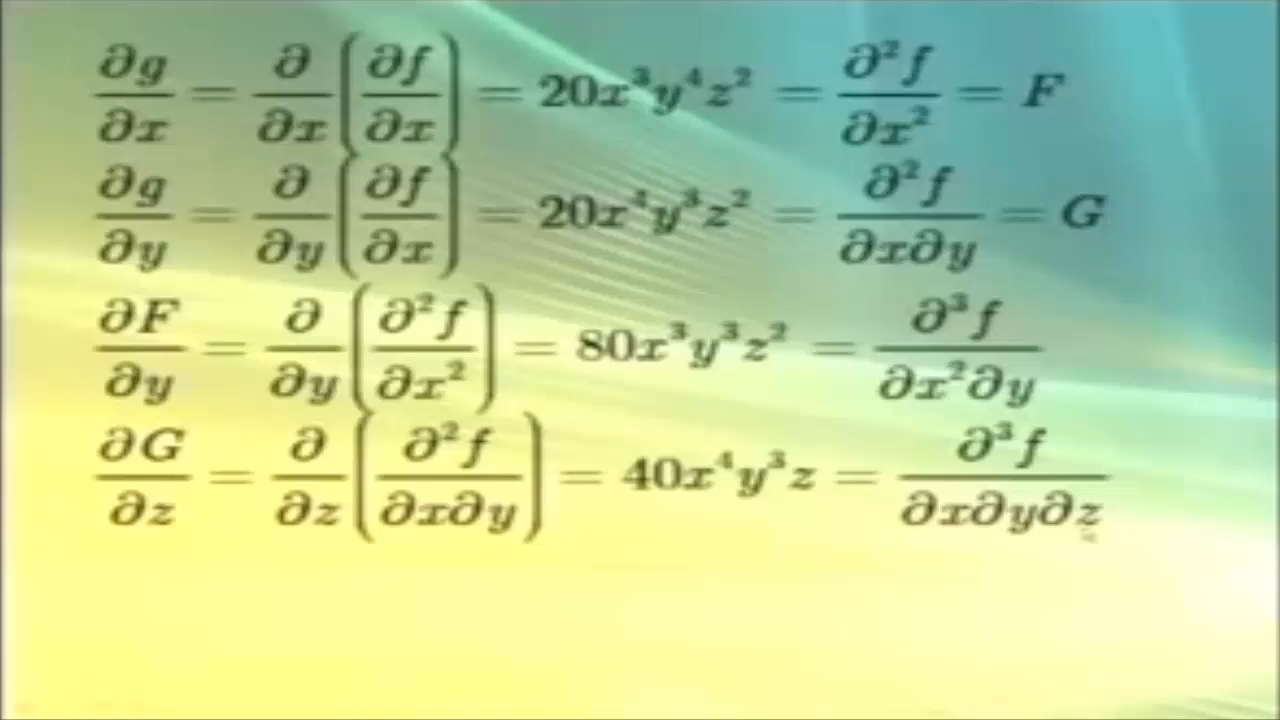 ∂g/∂x = ∂/∂x (∂f/∂x) = 20x³y⁴z² = ∂²f/∂x² = F
∂g/∂y = ∂/∂y (∂f/∂x) = 20x⁴y³z² = ∂²f/∂x∂y = G
∂F/∂y = ∂/∂y (∂²f/∂x²) = 80x³y³z² = ∂³f/∂x²∂y
∂G/∂z = ∂/∂z (∂²f/∂x∂y) = 40x⁴y³z = ∂³f/∂x∂y∂z